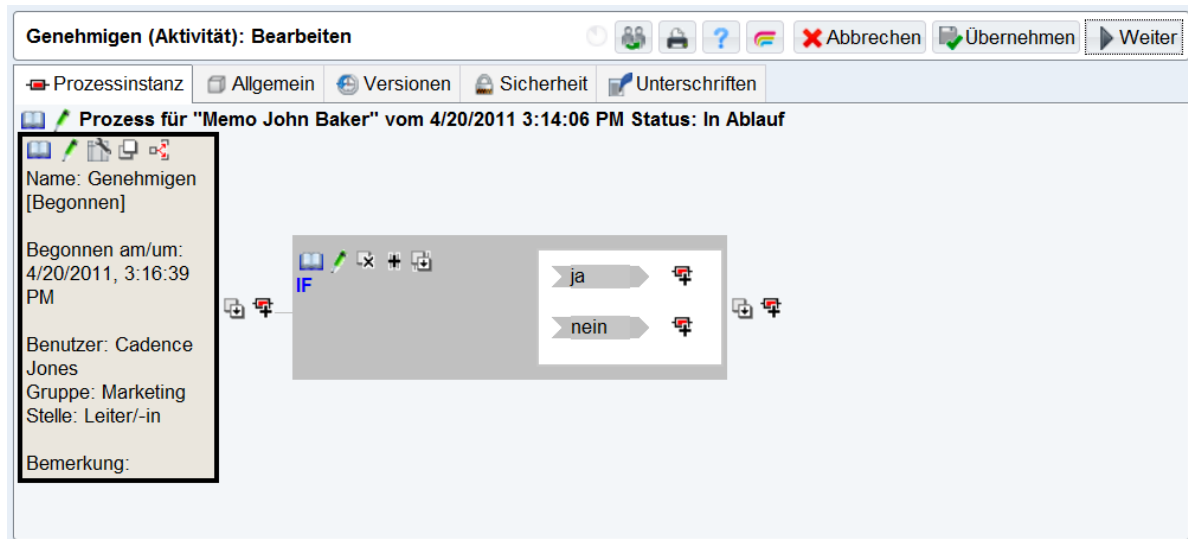 Genehmigen (Aktivität): Bearbeiten
Abbrechen
Übernehmen
Weiter
Prozessinstanz
Allgemein
Versionen
Sicherheit
Unterschriften
Prozess für "Memo John Baker" vom 4/20/2011 3:14:06 PM Status: In Ablauf
Name: Genehmigen
[Begonnen]
Begonnen am/um:
4/20/2011, 3:16:39
PM
Benutzer: Cadence
Jones
Gruppe: Marketing
Stelle: Leiter/-in
Bemerkung:
IF
ja
nein